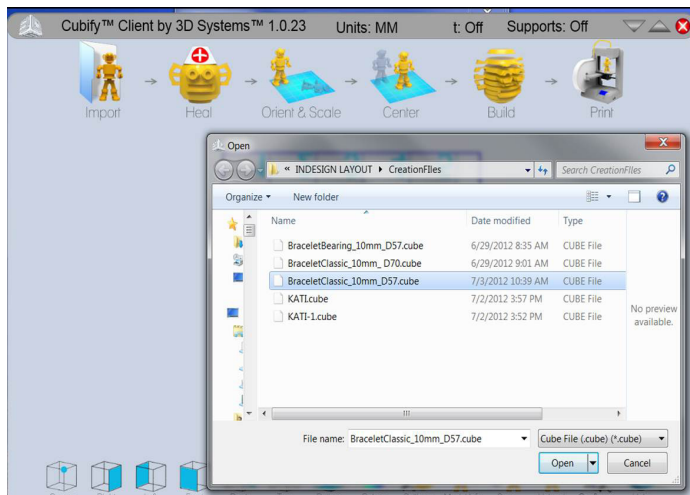 Cubify™ Client by 3D Systems™ 1.0.23 Units: MM t: Off Supports: Off
Import Heal Orient & Scale Center Build Print
Open
« INDESIGN LAYOUT CreationFIles Search CreationFiles
Organize New folder
Name Date modified Type
BraceletBearing_10mm_D57.cube 6/29/2012 8:35 AM CUBE File
BraceletClassic_10mm_ D70.cube 6/29/2012 9:01 AM CUBE File
BraceletClassic_10mm_D57.cube 7/3/2012 10:39 AM CUBE File
KATI.cube 7/2/2012 3:57 PM CUBE File
KATI-1.cube 7/2/2012 3:52 PM CUBE File
No preview
available.
File name: BraceletClassic_10mm_D57.cube Cube File (.cube) (*.cube)
Open Cancel